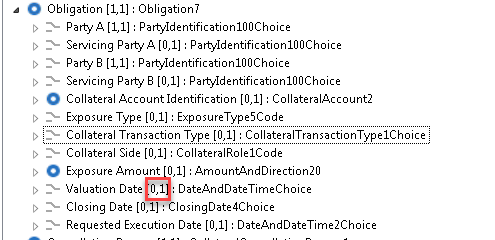 Obligation [1,1] : Obligation7
Party A [0,1] : PartyIdentification100Choice
Servicing Party A [0,1] : PartyIdentification100Choice
Party B [0,1] : PartyIdentification100Choice
Servicing Party B [0,1] : PartyIdentification100Choice
Collateral Account Identification [0,1] : CollateralAccount2
Exposure Type [0,1] : ExposureType5Code
Collateral Transaction Type [0,1] : CollateralTransactionType1Choice
Collateral Side [0,1] : CollateralRole1Code
Exposure Amount [0,1] : AmountAndDirection20
Valuation Date [0,1] : DateAndDateTimeChoice
Closing Date [0,1] : ClosingDate4Choice
Requested Execution Date [0,1] : DateAndDateTime2Choice